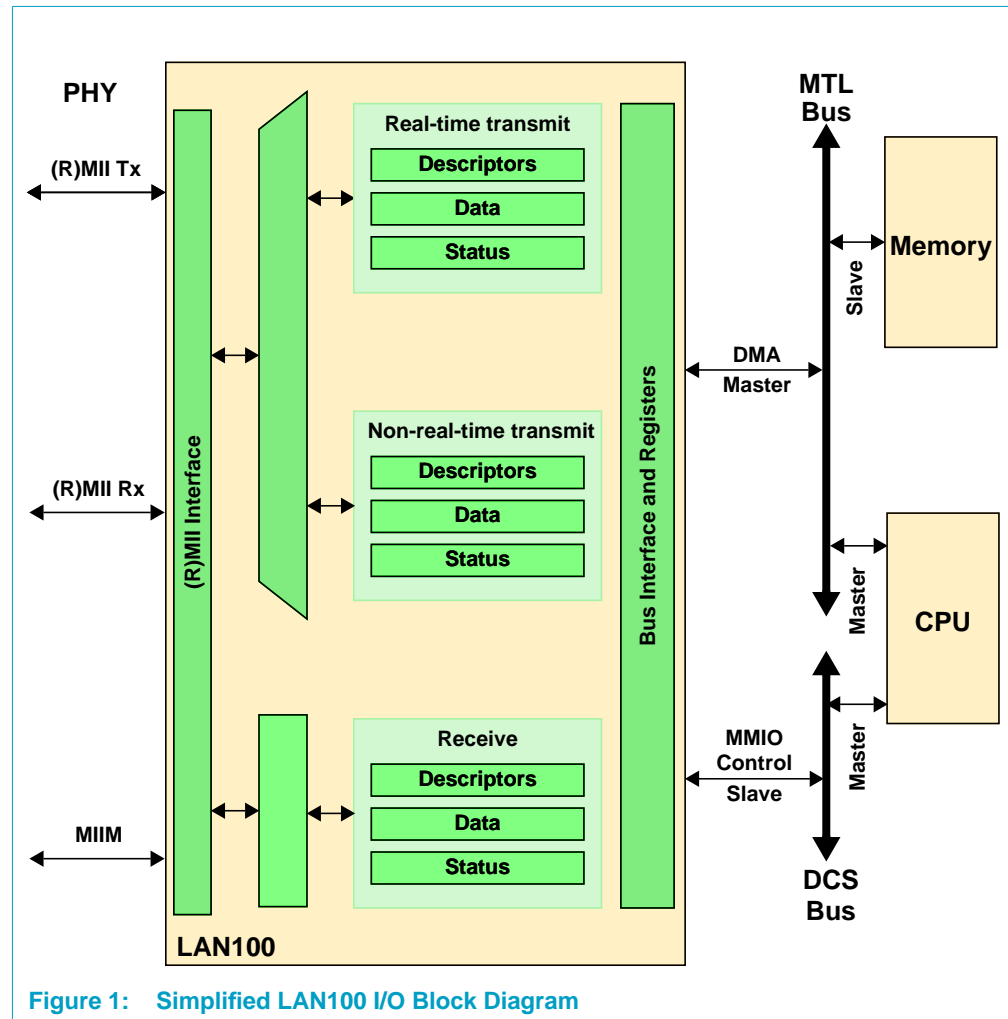 PHY
MTL
Bus
(R)MII Tx
(R)MII Rx
MIIM
(R)MII Interface
Real-time transmit
Descriptors
Data
Status
Non-real-time transmit
Descriptors
Data
Status
Receive
Descriptors
Data
Status
Bus Interface and Registers
LAN100
DMA
Master
MMIO
Control
Slave
Slave
Memory
Master
CPU
Master
DCS
Bus
Figure 1: Simplified LAN100 I/O Block Diagram